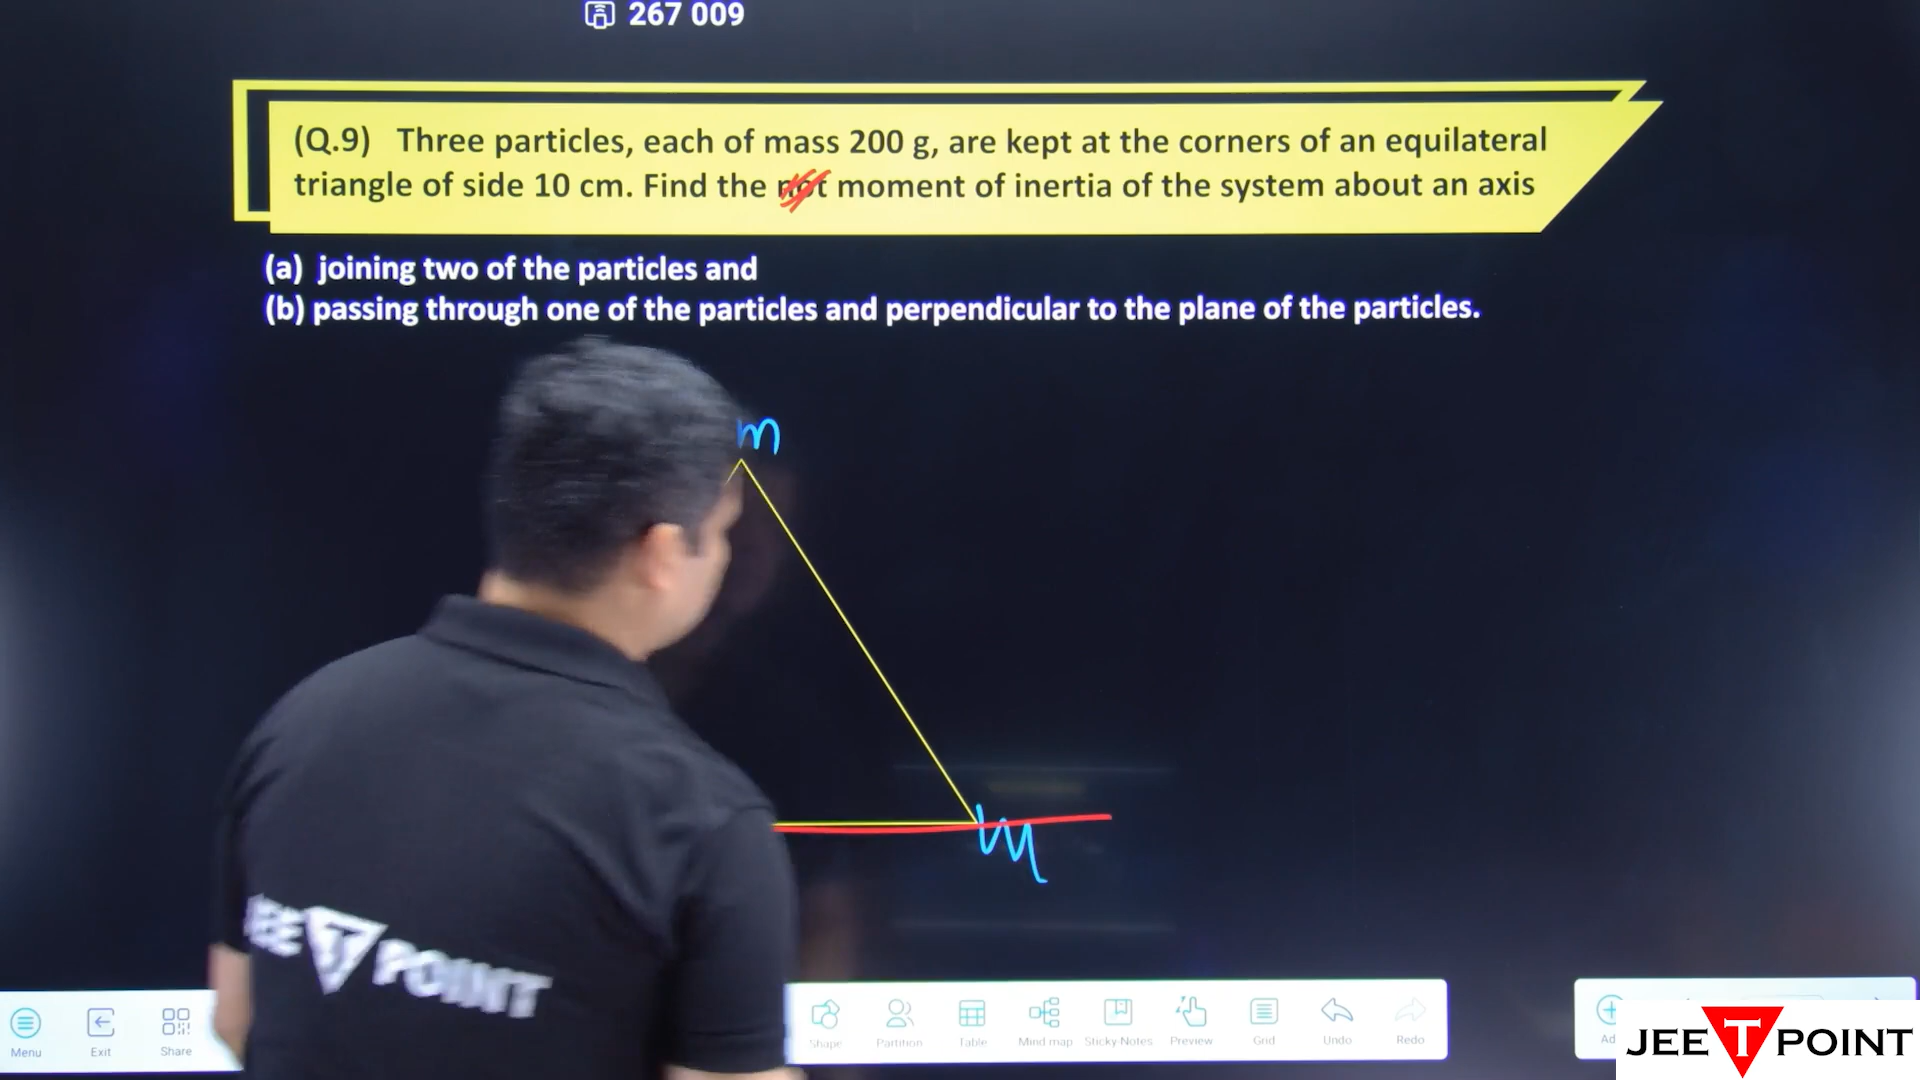 267 009
(Q.9) Three particles, each of mass 200 g, are kept at the corners of an equilateral
triangle of side 10 cm. Find the not moment of inertia of the system about an axis
(a) joining two of the particles and
(b) passing through one of the particles and perpendicular to the plane of the particles.
m
m
JEE T POINT
Menu Exit Share Shape Partition Table Mind map Sticky Notes Preview Grid Undo Redo
JEE T POINT